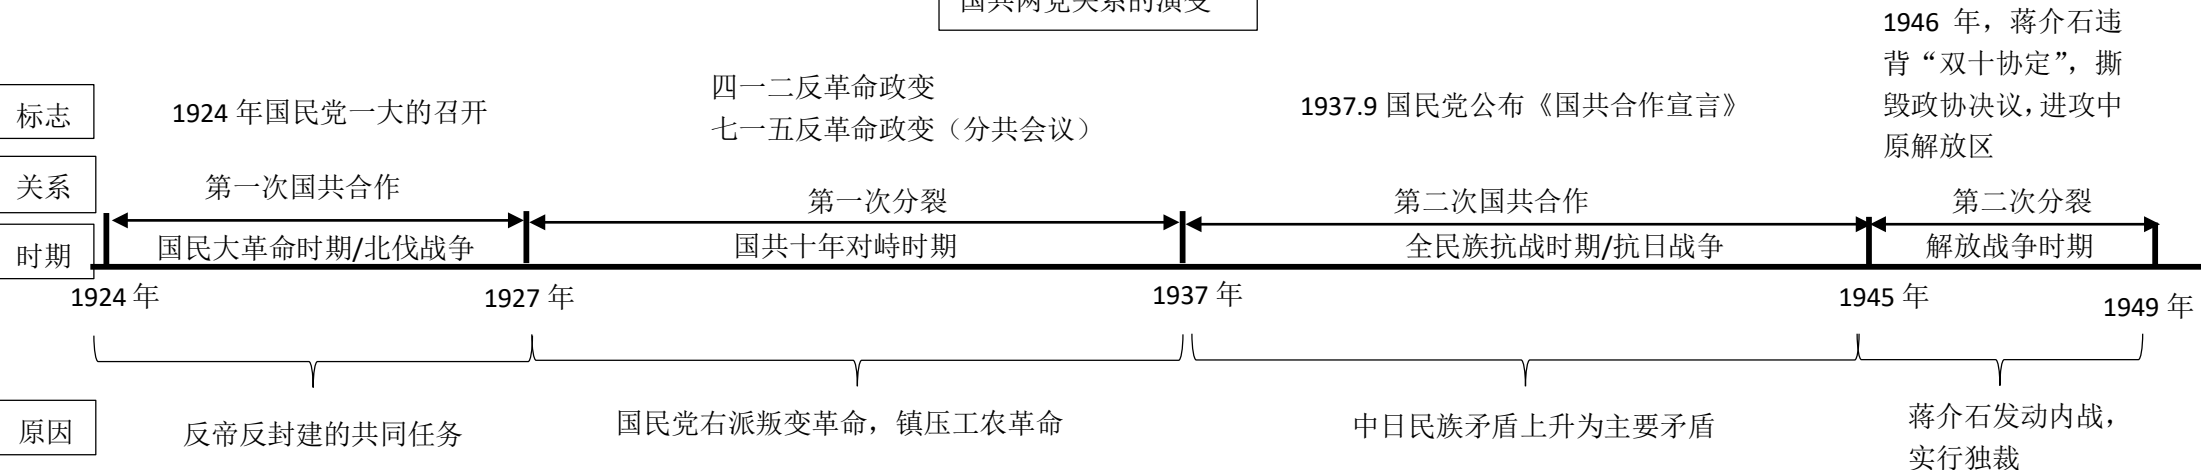 国共两党关系的演变
1946 年，蒋介石违
背“双十协定”，撕
毁政协决议，进攻中
原解放区
标志
1924 年国民党一大的召开
四一二反革命政变
七一五反革命政变（分共会议）
1937.9 国民党公布《国共合作宣言》
关系
第一次国共合作
第一次分裂
第二次国共合作
第二次分裂
时期
国民大革命时期/北伐战争
国共十年对峙时期
全民族抗战时期/抗日战争
解放战争时期
1924 年
1927 年
1937 年
1945 年
1949 年
原因
反帝反封建的共同任务
国民党右派叛变革命，镇压工农革命
中日民族矛盾上升为主要矛盾
蒋介石发动内战，
实行独裁